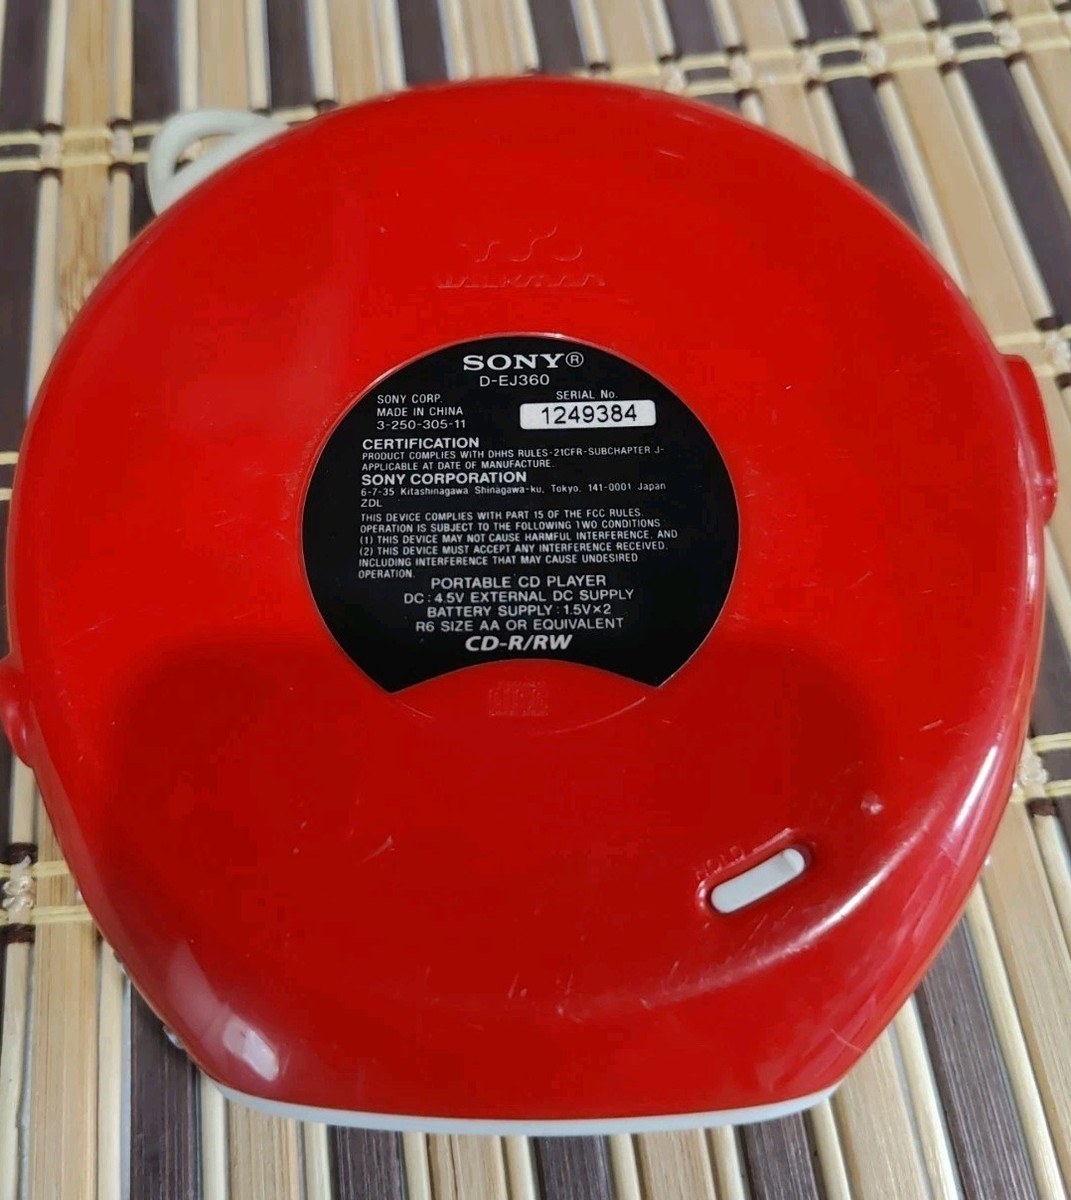 WALKMAN
SONY®
D-EJ360
SONY CORP.
MADE IN CHINA
3-250-305-11
SERIAL No.
1249384
CERTIFICATION
PRODUCT COMPLIES WITH DHHS RULES-21CFR-SUBCHAPTER J-
APPLICABLE AT DATE OF MANUFACTURE.
SONY CORPORATION
6-7-35 Kitashinagawa Shinagawa-ku, Tokyo, 141-0001 Japan
ZDL
THIS DEVICE COMPLIES WITH PART 15 OF THE FCC RULES.
OPERATION IS SUBJECT TO THE FOLLOWING TWO CONDITIONS:
(1) THIS DEVICE MAY NOT CAUSE HARMFUL INTERFERENCE, AND
(2) THIS DEVICE MUST ACCEPT ANY INTERFERENCE RECEIVED,
INCLUDING INTERFERENCE THAT MAY CAUSE UNDESIRED
OPERATION.
PORTABLE CD PLAYER
DC : 4.5V EXTERNAL DC SUPPLY
BATTERY SUPPLY : 1.5V×2
R6 SIZE AA OR EQUIVALENT
CD-R/RW
HOLD